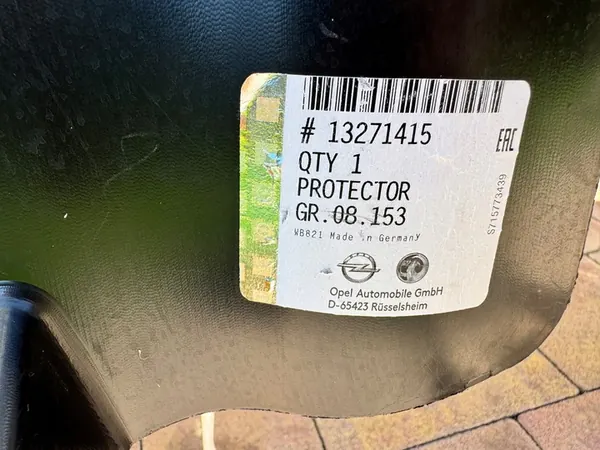 # 13271415
QTY 1
PROTECTOR
GR.08.153
WB821 Made in Germany
Opel Automobile GmbH
D-65423 Rüsselsheim
EAC
S715773439